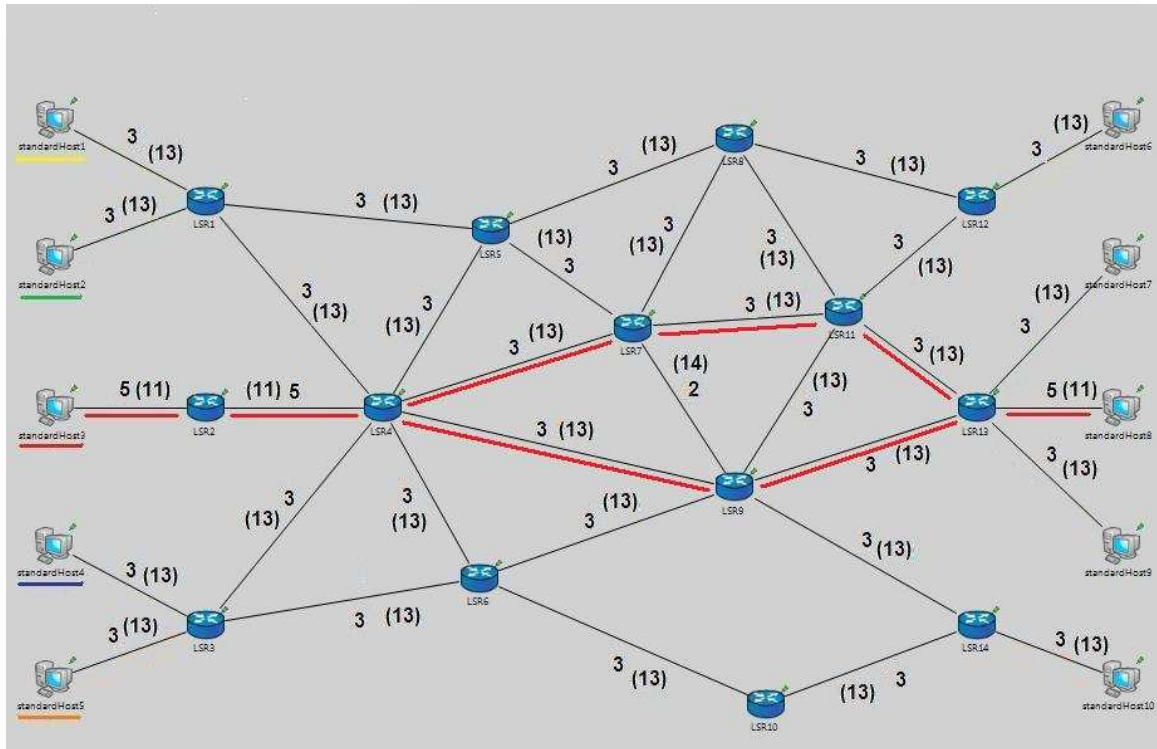 standardHost1
3
(13)
standardHost2
3 (13)
LSR1
3 (13)
3
(13)
3
(13)
LSR5
3
(13)
(13)
3
LSR8
3
(13)
3
(13)
3
(13)
LSR12
3
(13)
3
(13)
standardHost6
standardHost7
(13)
3
standardHost3
5 (11)
LSR2
(11) 5
LSR4
3
(13)
LSR7
3 (13)
LSR11
3
(13)
(14)
2
(13)
3
3 (13)
3
(13)
LSR13
5 (11)
standardHost8
3
(13)
standardHost9
LSR9
3
(13)
3
(13)
3
(13)
standardHost4
3 (13)
3 (13)
standardHost5
LSR3
3 (13)
LSR6
3
(13)
LSR10
(13) 3
3 (13)
LSR14
3
(13)
standardHost10